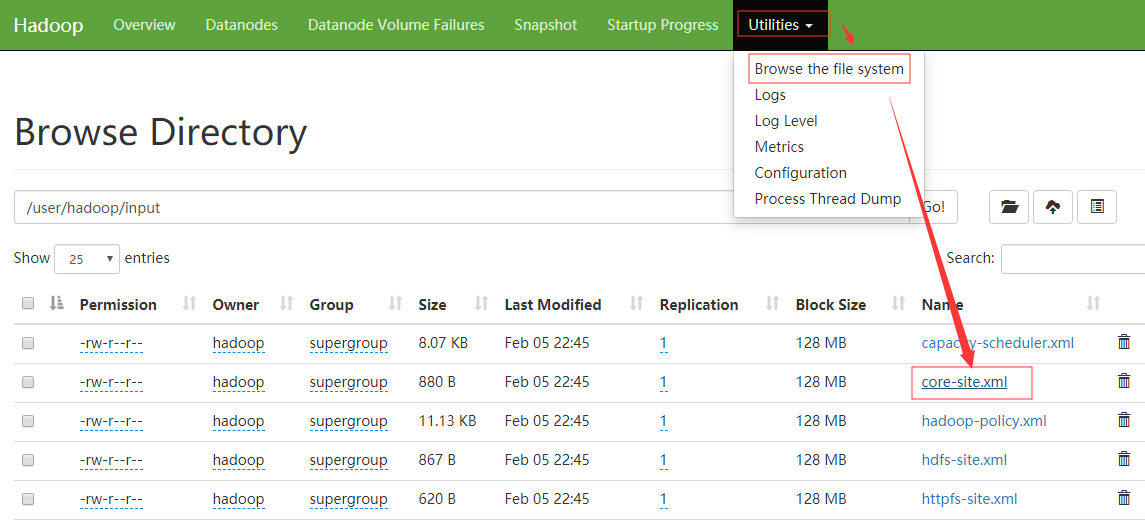 Hadoop Overview Datanodes Datanode Volume Failures Snapshot Startup Progress Utilities
Browse the file system
Logs
Log Level
Metrics
Configuration
Process Thread Dump
Browse Directory
/user/hadoop/input Go!
Show 25 entries Search:
Permission Owner Group Size Last Modified Replication Block Size Name
-rw-r--r-- hadoop supergroup 8.07 KB Feb 05 22:45 1 128 MB capacity-scheduler.xml
-rw-r--r-- hadoop supergroup 880 B Feb 05 22:45 1 128 MB core-site.xml
-rw-r--r-- hadoop supergroup 11.13 KB Feb 05 22:45 1 128 MB hadoop-policy.xml
-rw-r--r-- hadoop supergroup 867 B Feb 05 22:45 1 128 MB hdfs-site.xml
-rw-r--r-- hadoop supergroup 620 B Feb 05 22:45 1 128 MB httpfs-site.xml